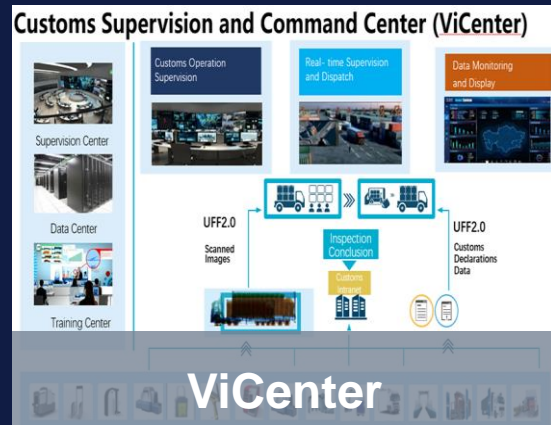 Customs Supervision and Command Center (ViCenter)
Customs Operation
Supervision
Real- time Supervision
and Dispatch
Data Monitoring
and Display
Supervision Center
Data Center
Training Center
UFF2.0
Scanned
Images
Inspection
Conclusion
Customs
Intranet
UFF2.0
Customs
Declarations
Data
ViCenter